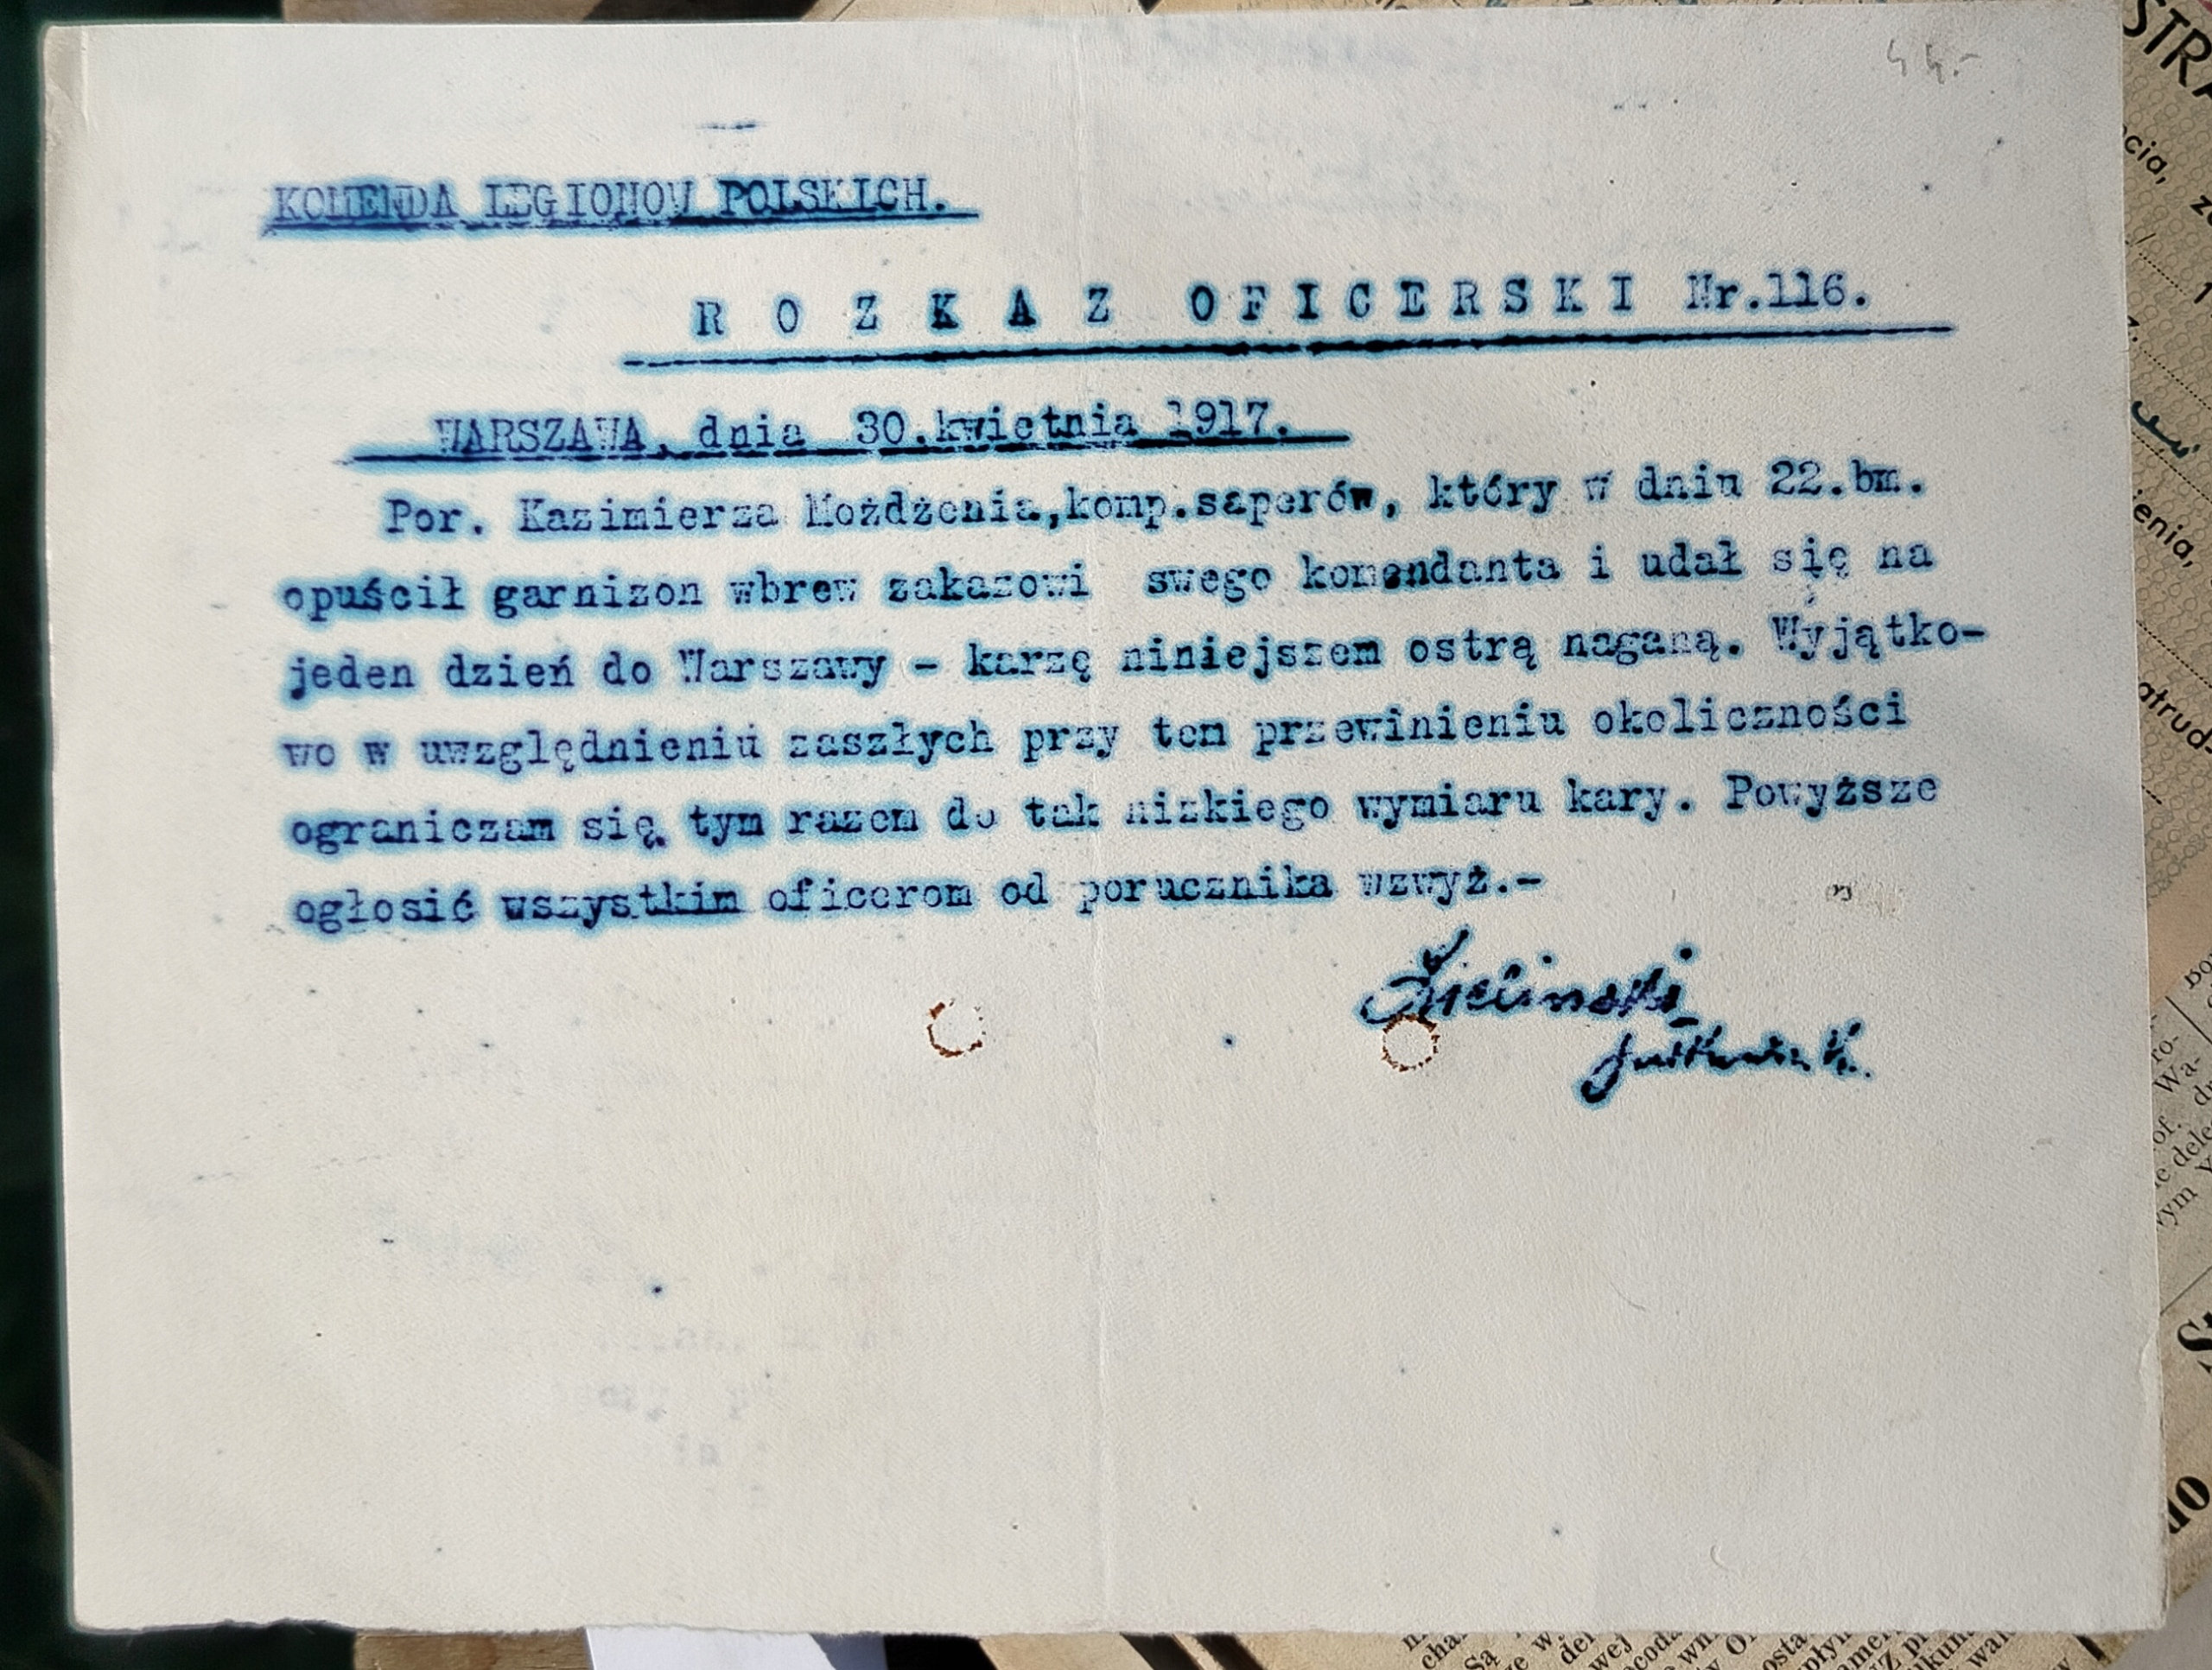 44.-
KOMENDA LEGIONOW POLSKICH.
R O Z K A Z O F I C E R S K I Nr.116.
WARSZAWA, dnia 30.kwietnia 1917.
Por. Kazimierza Możdżenia,komp.saperów, który w dniu 22.bm.
opuścił garnizon wbrew zakazowi swego komendanta i udał się na
jeden dzień do Warszawy - karzę niniejszem ostrą naganą. Wyjątko-
wo w uwzględnieniu zaszłych przy tem przewinieniu okoliczności
ograniczam się tym razem do tak nizkiego wymiaru kary. Powyższe
ogłosić wszystkim oficerom od porucznika wzwyż.-
Zieliński